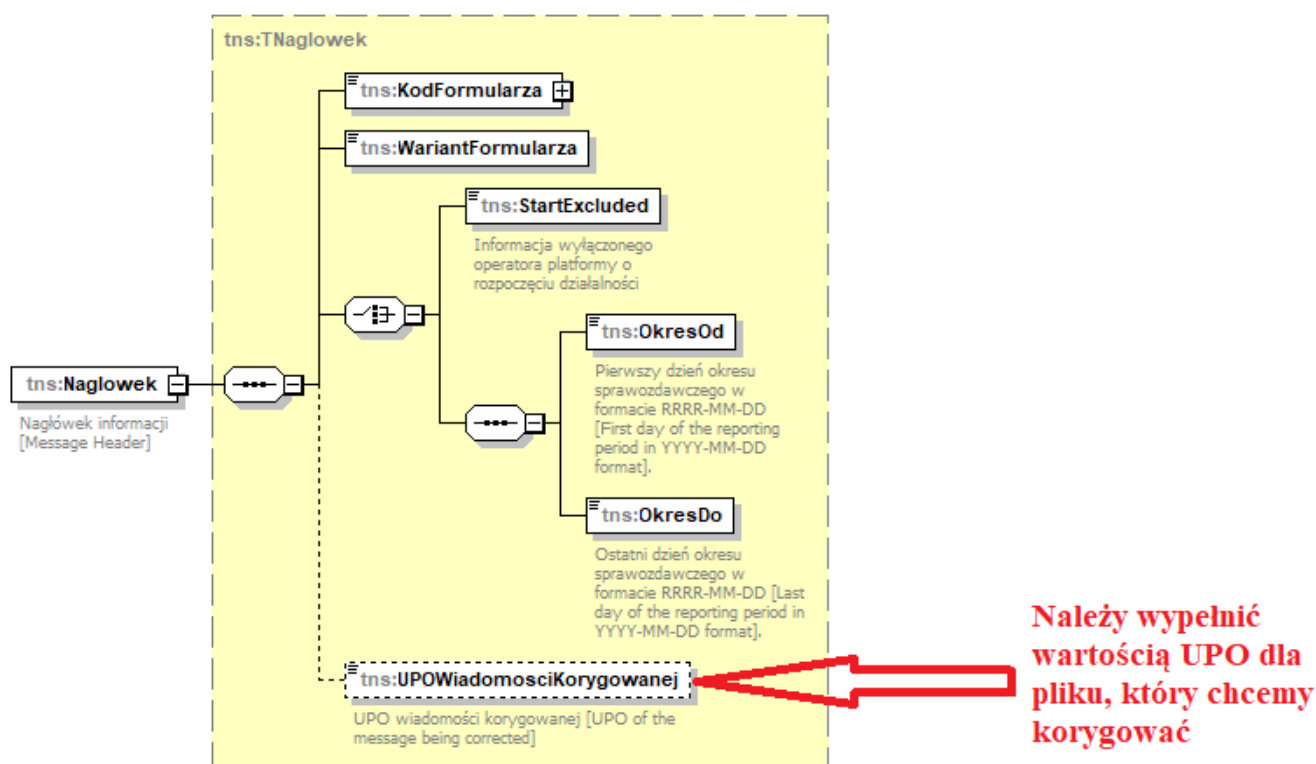 tns:TNaglowek
tns:KodFormularza
tns:WariantFormularza
tns:StartExcluded
Informacja wyłączonego
operatora platformy o
rozpoczęciu działalności
tns:OkresOd
Pierwszy dzień okresu
sprawozdawczego w
formacie RRRR-MM-DD
[First day of the reporting
period in YYYY-MM-DD
format].
tns:Naglowek
Nagłówek informacji
[Message Header]
tns:OkresDo
Ostatni dzień okresu
sprawozdawczego w
formacie RRRR-MM-DD [Last
day of the reporting period in
YYYY-MM-DD format].
tns:UPOWiadomosciKorygowanej
UPO wiadomości korygowanej [UPO of the
message being corrected]
Należy wypełnić
wartością UPO dla
pliku, który chcemy
korygować